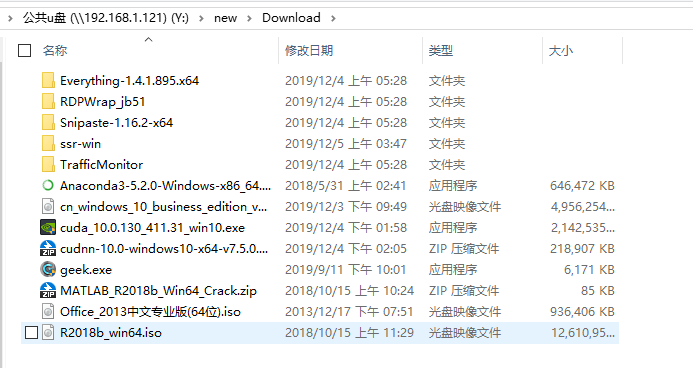 公共u盘 (\\192.168.1.121) (Y:) > new > Download >
名称 修改日期 类型 大小
Everything-1.4.1.895.x64 2019/12/4 上午 05:28 文件夹
RDPWrap_jb51 2019/12/4 上午 05:28 文件夹
Snipaste-1.16.2-x64 2019/12/4 上午 05:28 文件夹
ssr-win 2019/12/5 上午 03:47 文件夹
TrafficMonitor 2019/12/4 上午 05:28 文件夹
Anaconda3-5.2.0-Windows-x86_64.... 2018/5/31 上午 02:41 应用程序 646,472 KB
cn_windows_10_business_edition_v... 2019/12/3 下午 09:49 光盘映像文件 4,956,254...
cuda_10.0.130_411.31_win10.exe 2019/12/4 下午 01:58 应用程序 2,142,535...
cudnn-10.0-windows10-x64-v7.5.0.... 2019/12/4 下午 02:05 ZIP 压缩文件 218,907 KB
geek.exe 2019/9/11 下午 10:01 应用程序 6,171 KB
ZIP MATLAB_R2018b_Win64_Crack.zip 2018/10/15 上午 10:24 ZIP 压缩文件 85 KB
Office_2013中文专业版(64位).iso 2013/12/17 下午 07:51 光盘映像文件 936,406 KB
R2018b_win64.iso 2018/10/15 上午 11:29 光盘映像文件 12,610,95...